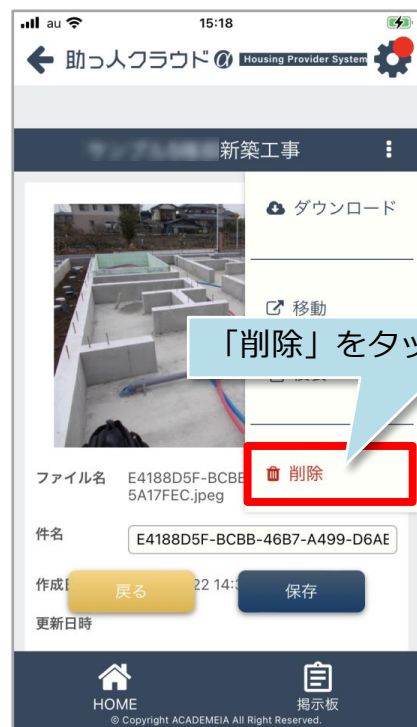 au 15:18
助っ人クラウド α Housing Provider System
新築工事
ダウンロード
移動
「削除」をタッ
削除
ファイル名 E4188D5F-BCBE
5A17FEC.jpeg
件名 E4188D5F-BCBB-46B7-A499-D6AE
作成 22 14:3
戻る 保存
更新日時
HOME 掲示板
© Copyright ACADEMEIA All Right Reserved.